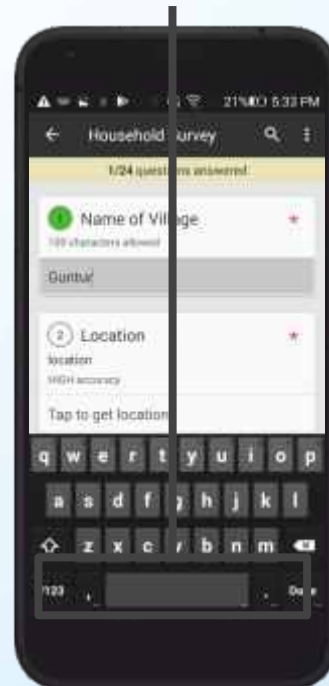 21% 5:33 PM
Household Survey
1/24 questions answered
1 Name of Village *
100 characters allowed
Guntur
2 Location *
location
HIGH accuracy
Tap to get location
q w e r t y u i o p
a s d f h j k l
z x c v b n m
?123 , . Done